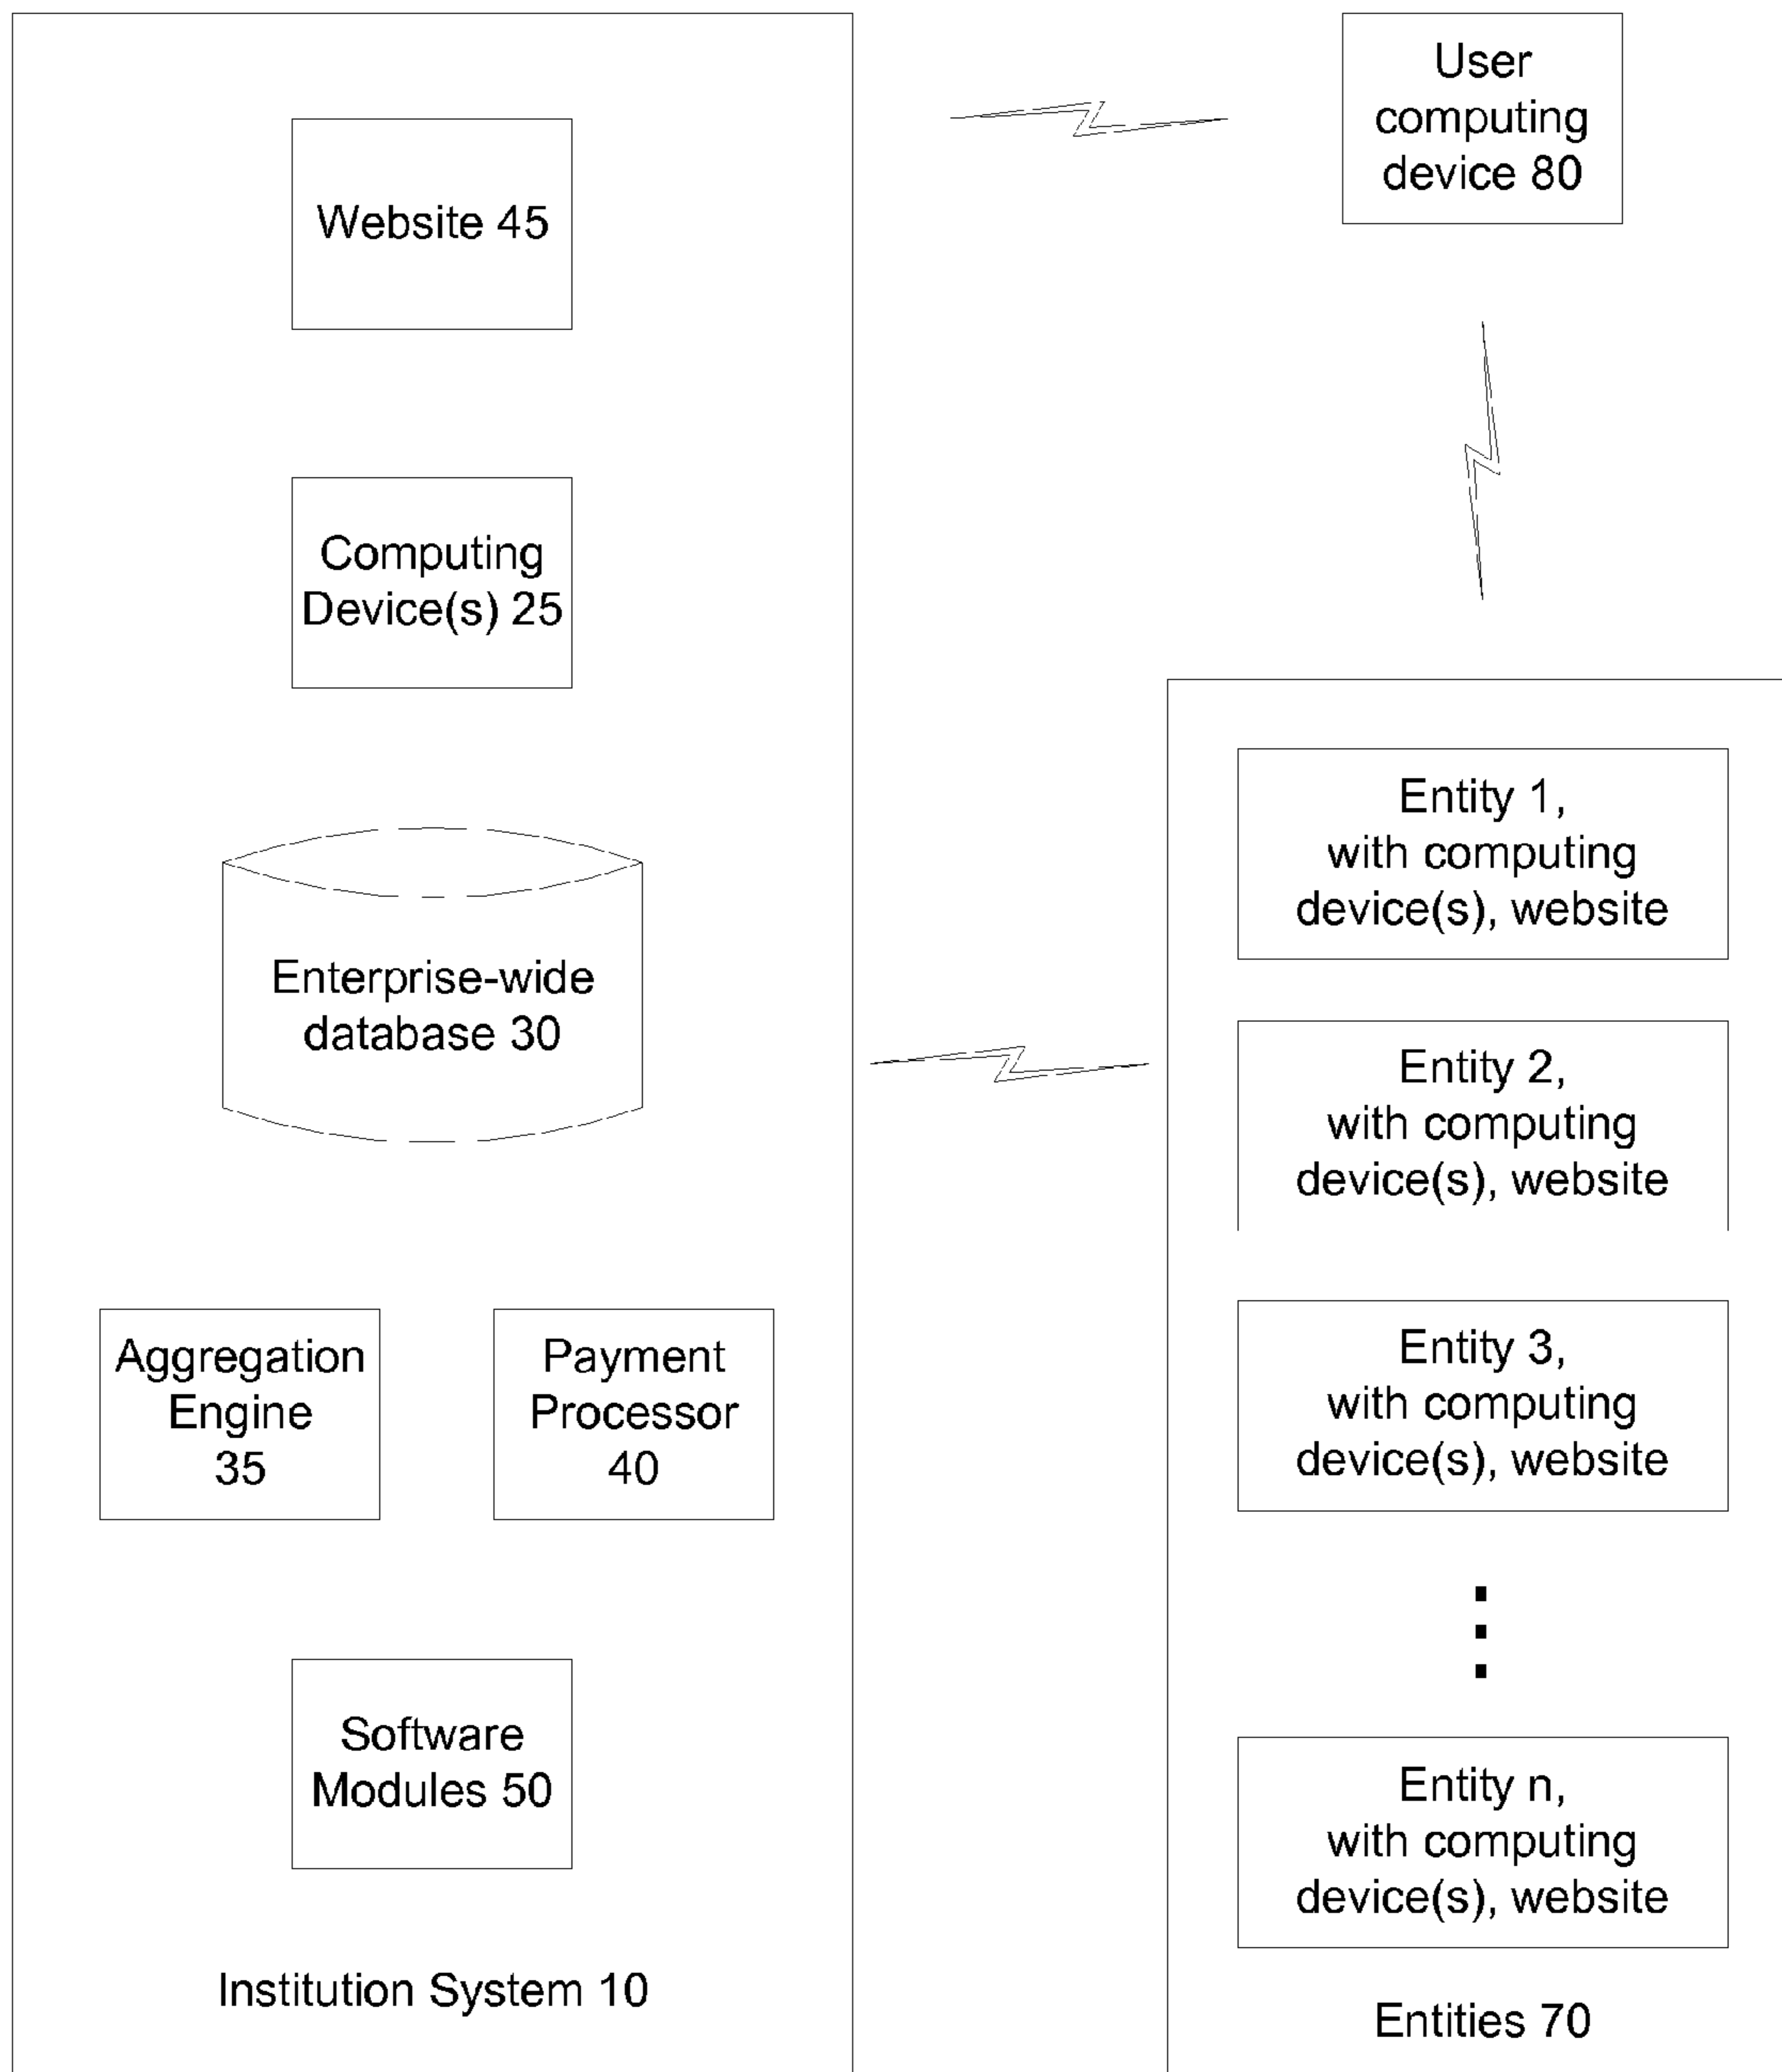 Website 45
Computing
Device(s) 25
Enterprise-wide
database 30
Aggregation
Engine
35
Payment
Processor
40
Software
Modules 50
Institution System 10
User
computing
device 80
Entity 1,
with computing
device(s), website
Entity 2,
with computing
device(s), website
Entity 3,
with computing
device(s), website
Entity n,
with computing
device(s), website
Entities 70